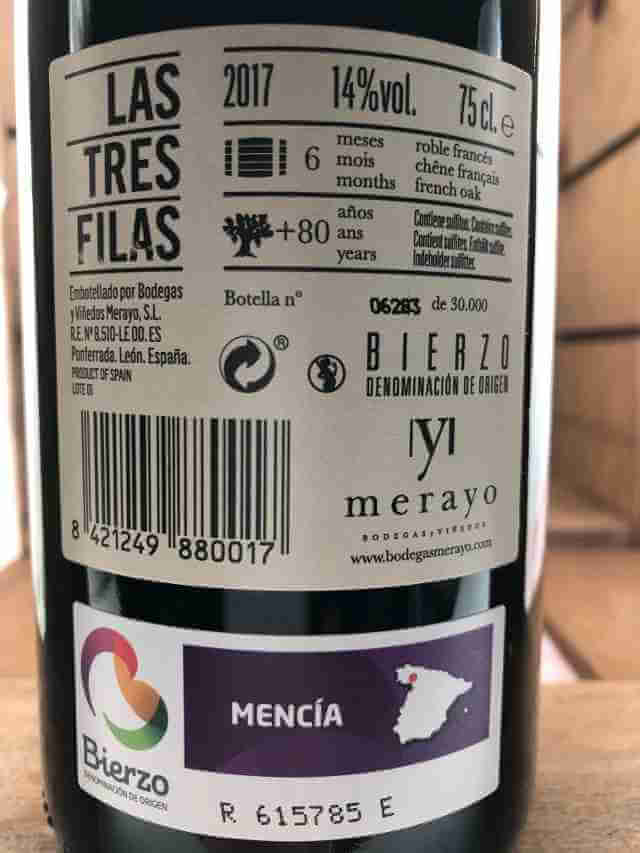 LAS
TRES
FILAS
2017 14%vol. 75 cl. e
6 meses mois months
roble francés
chêne français
french oak
+80 años ans years
Contiene sulfitos. Contains sulfites.
Contient sulfites. Enthält sulfite.
Indeholder sulfitter.
Embotellado por Bodegas
y Viñedos Merayo, S.L.
R.E. Nº 8.510-LE 00. ES
Ponferrada. León. España.
PRODUCT OF SPAIN
LOTE 01
Botella nº 06283 de 30.000
®
BIERZO
DENOMINACIÓN DE ORIGEN
merayo
BODEGAS y VIÑEDOS
www.bodegasmerayo.com
8 421249 880017
Bierzo
DENOMINACIÓN DE ORIGEN
MENCÍA
R 615785 E